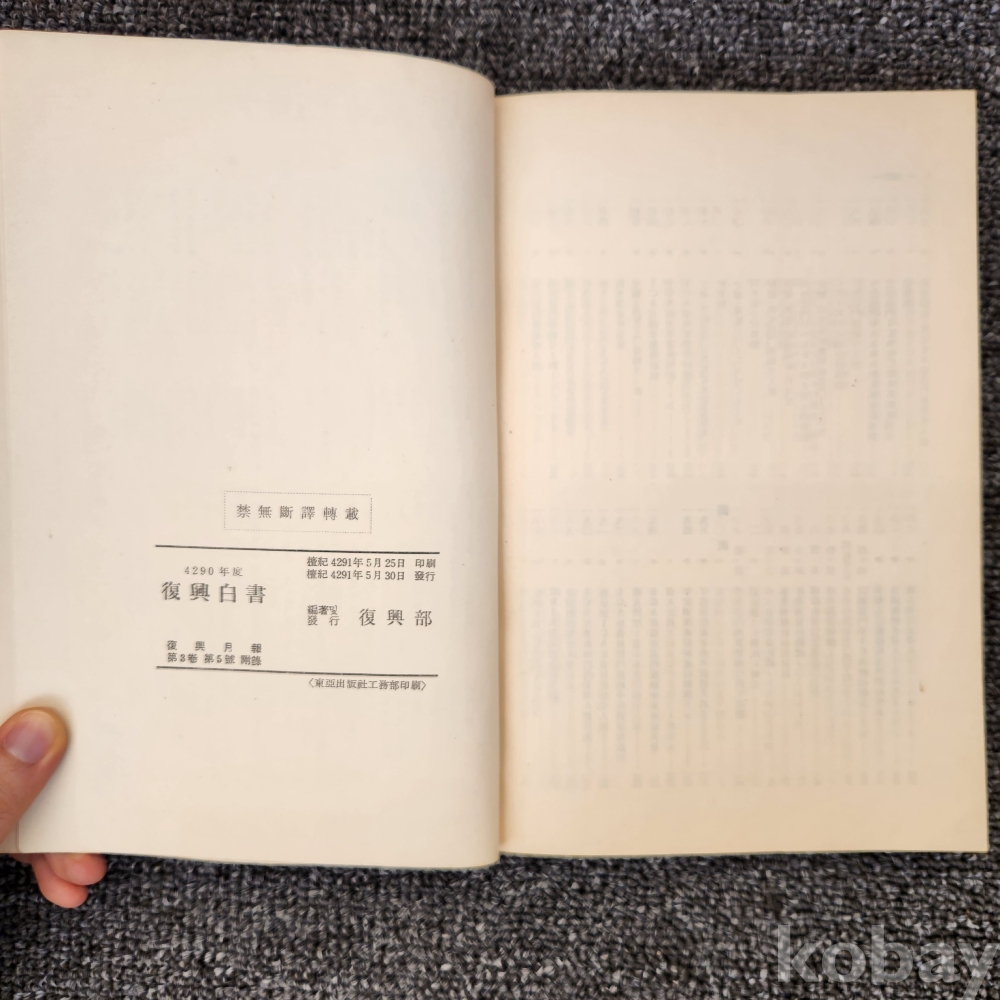 禁無斷譯轉載
4290年度
復興白書
復興月報
第3卷 第5號 附錄
檀紀 4291年5月25日 印刷
檀紀 4291年5月30日 發行
編著및
發行 復興部
〈東亞出版社工務部印刷〉
kobay